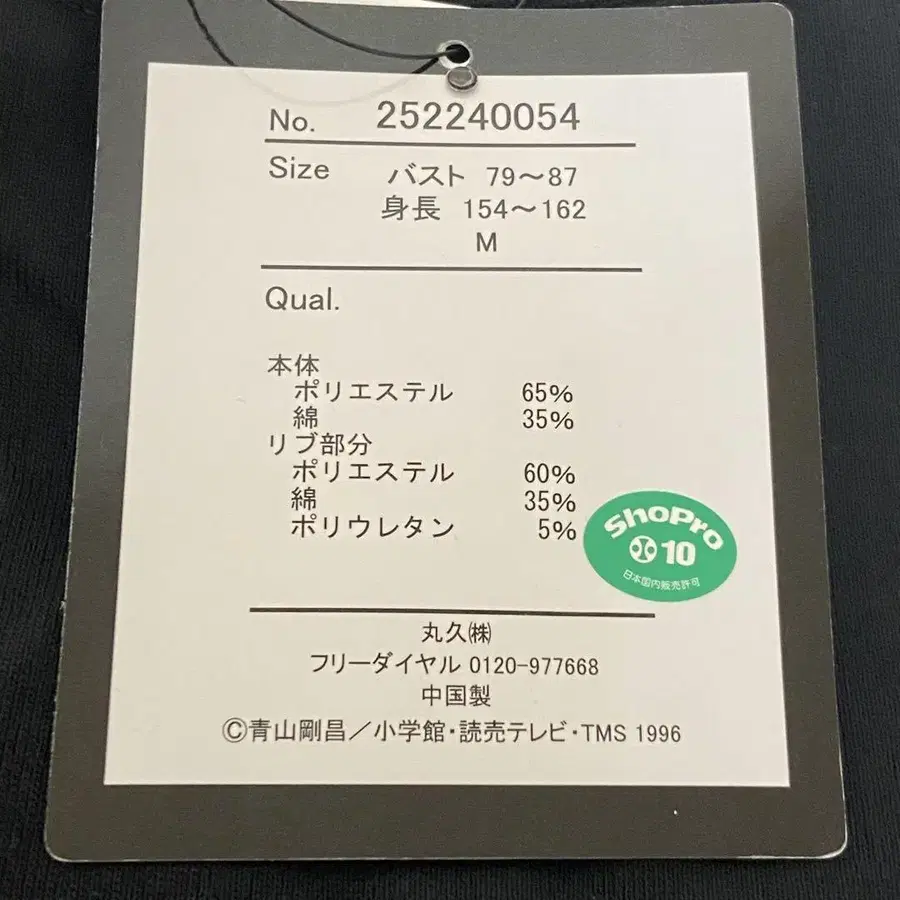 No. 252240054
Size バスト 79～87
身長 154～162
M
Qual.
本体
ポリエステル 65%
綿 35%
リブ部分
ポリエステル 60%
綿 35%
ポリウレタン 5%
ShoPro
10
日本国内販売許可
丸久㈱
フリーダイヤル 0120-977668
中国製
©青山剛昌／小学館・読売テレビ・TMS 1996